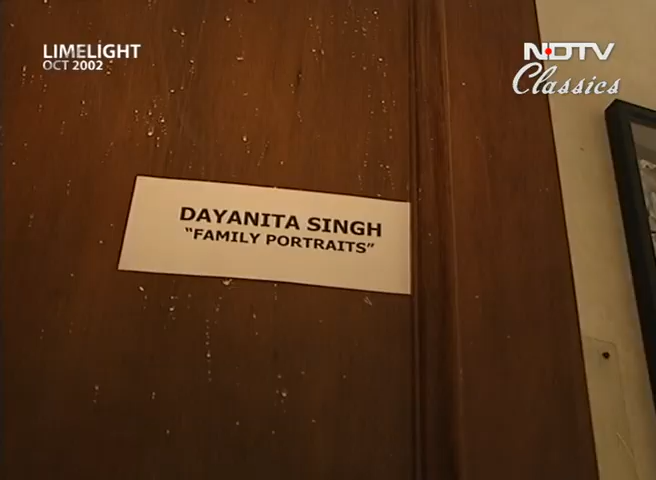 LIMELIGHT
OCT 2002
NDTV
Classics
DAYANITA SINGH
“FAMILY PORTRAITS”